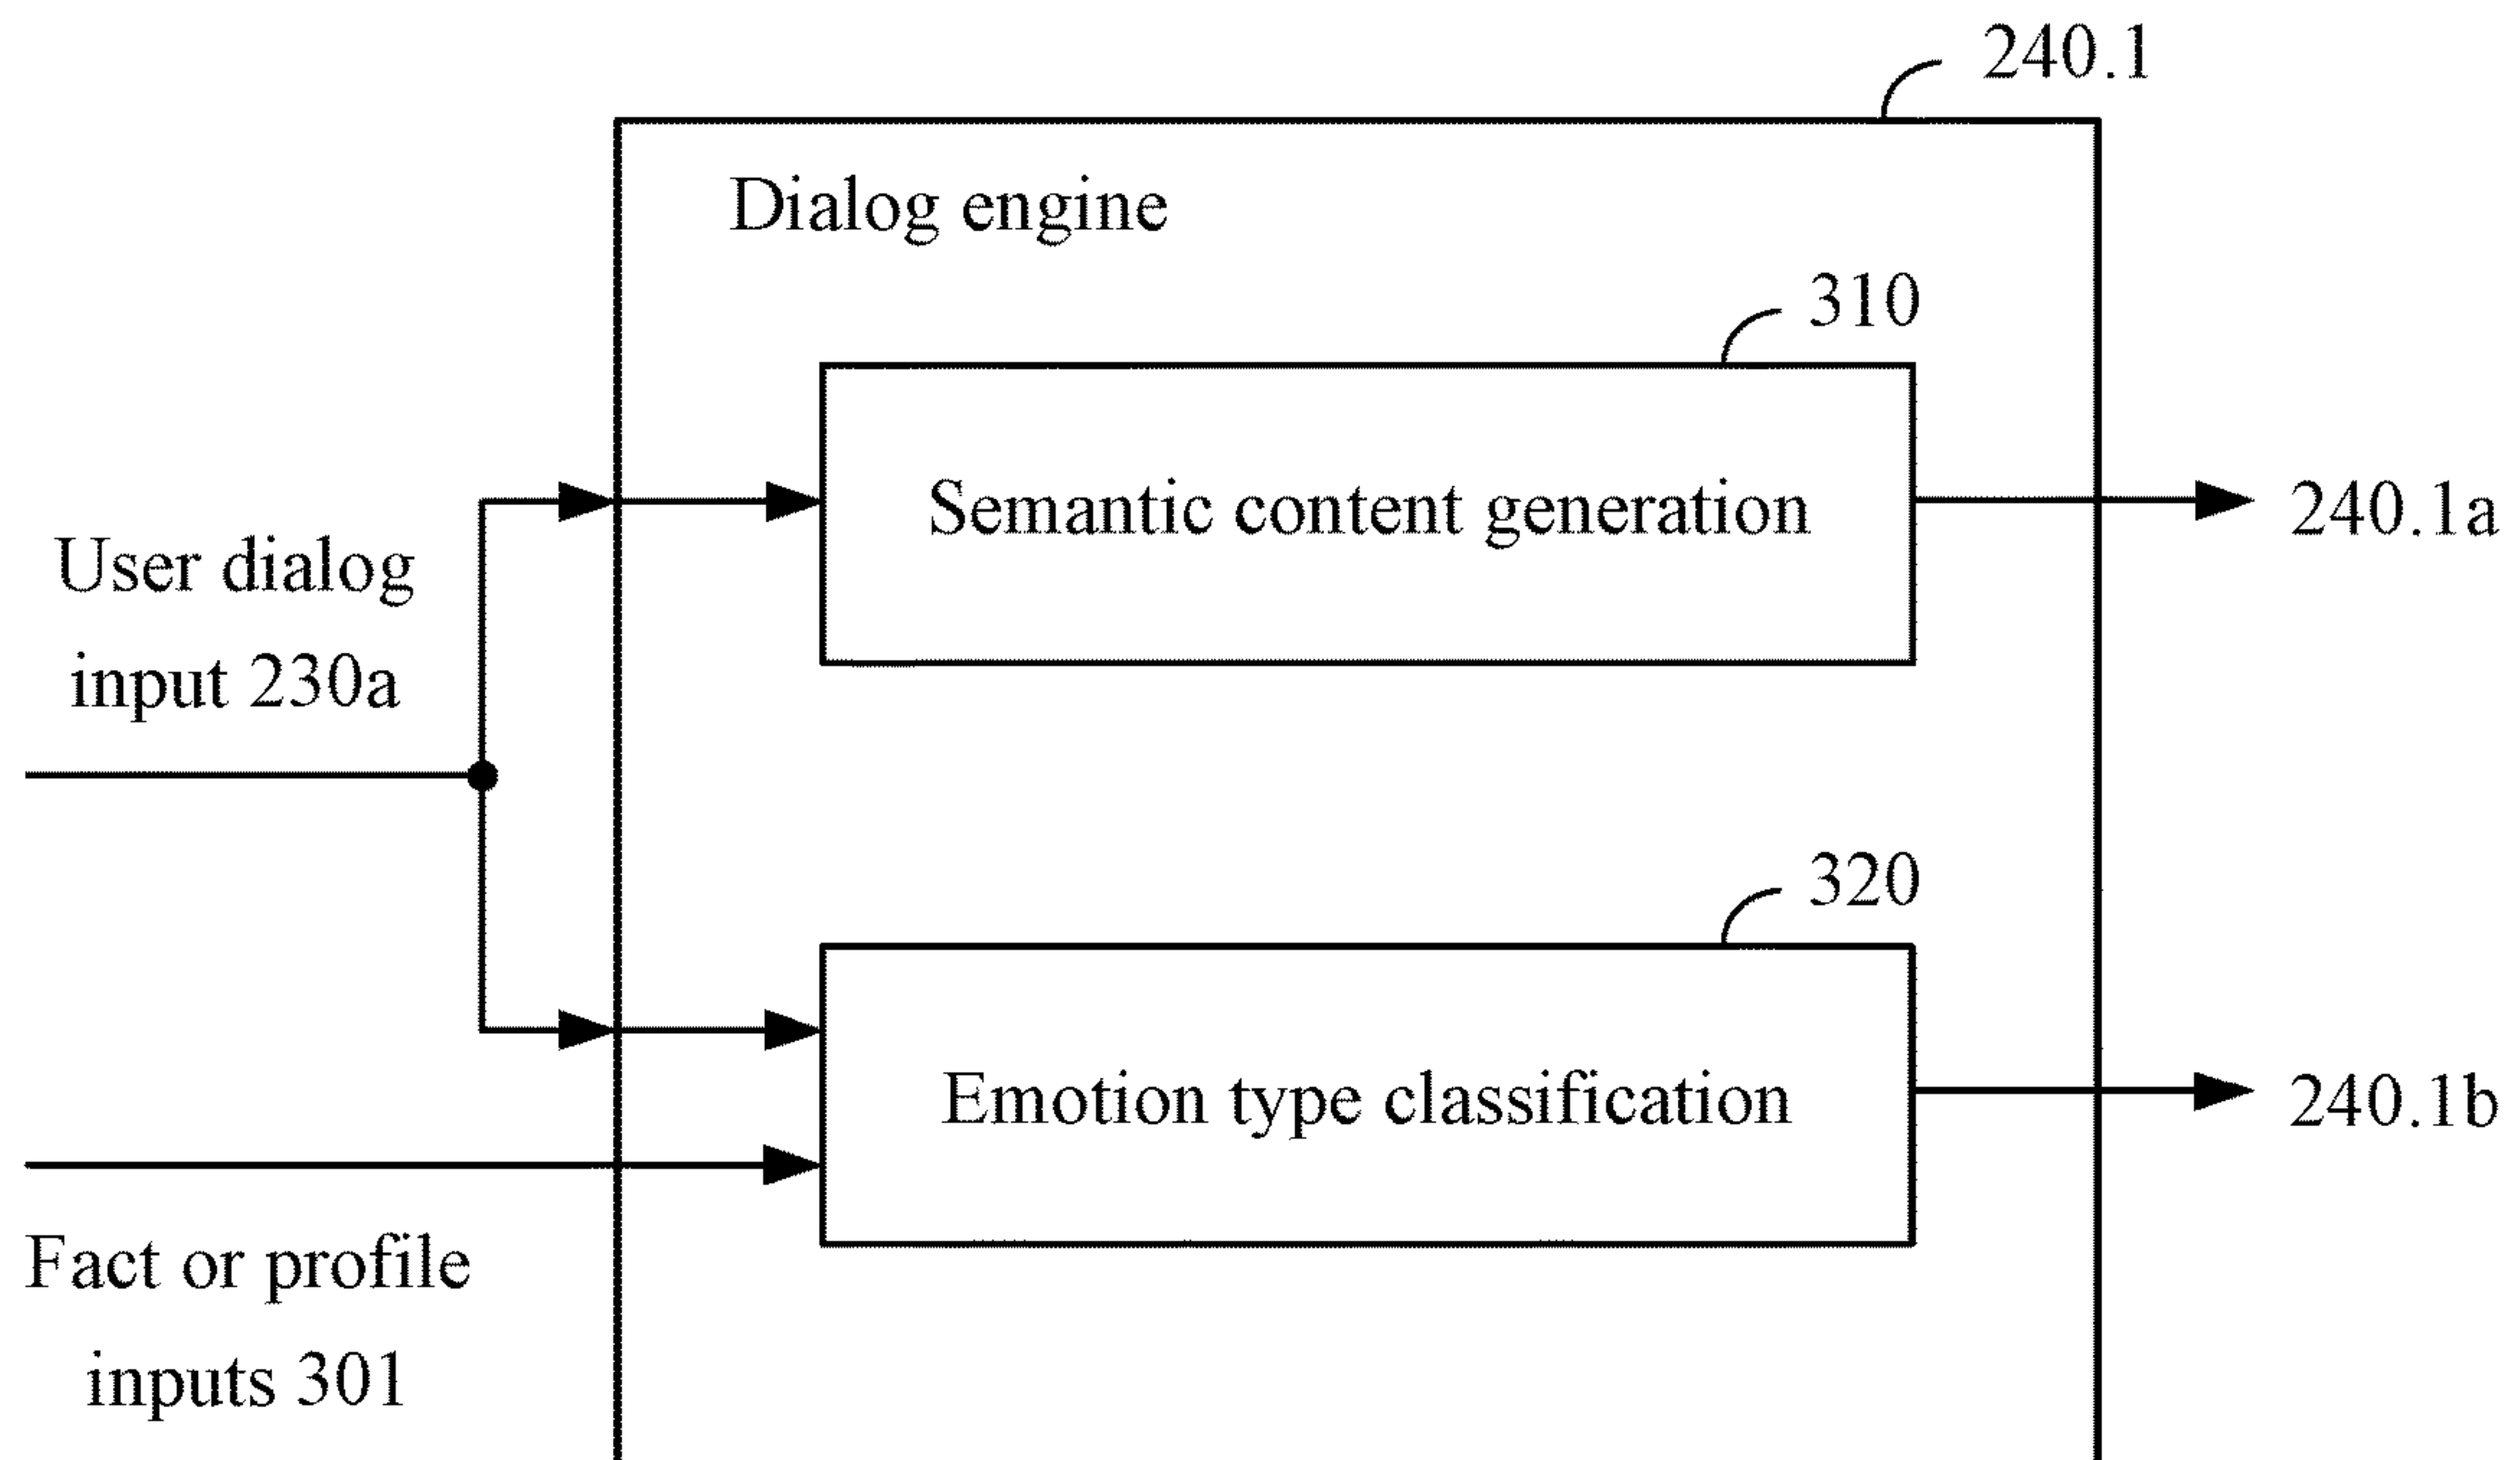 240.1
Dialog engine
310
Semantic content generation
240.1a
User dialog
input 230a
320
Emotion type classification
240.1b
Fact or profile
inputs 301